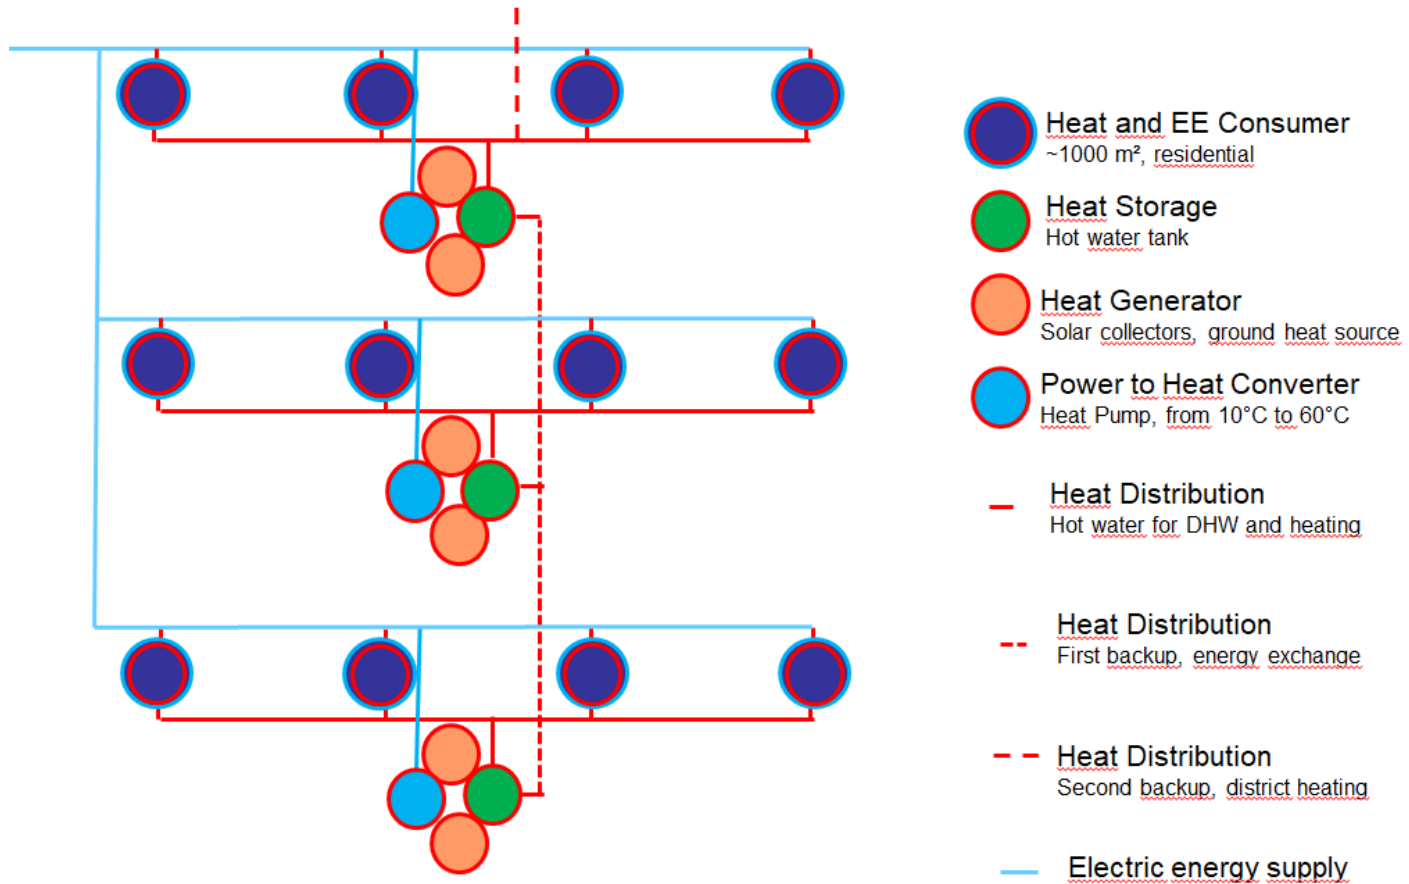 Heat and EE Consumer
~1000 m², residential
Heat Storage
Hot water tank
Heat Generator
Solar collectors, ground heat source
Power to Heat Converter
Heat Pump, from 10°C to 60°C
Heat Distribution
Hot water for DHW and heating
Heat Distribution
First backup, energy exchange
Heat Distribution
Second backup, district heating
Electric energy supply